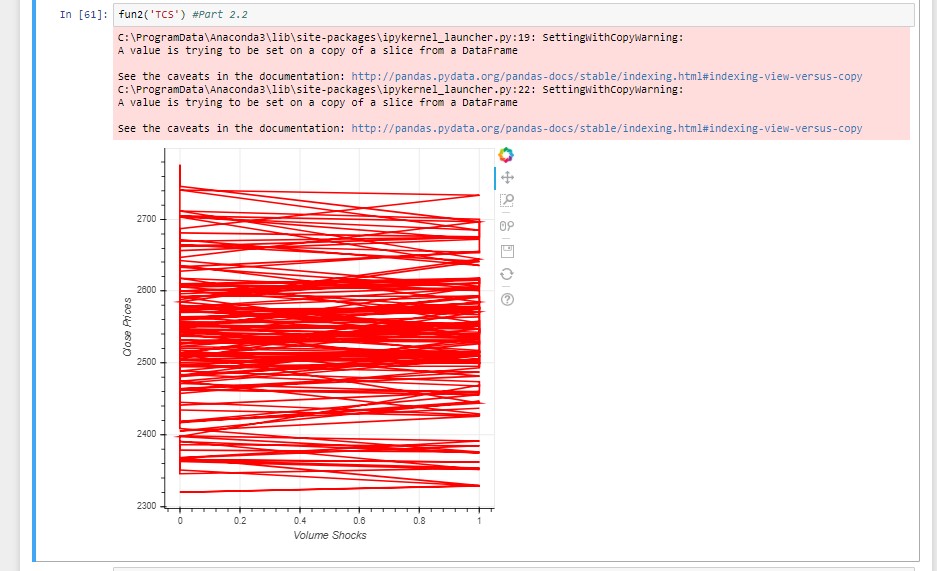 In [61]: fun2('TCS') #Part 2.2
C:\ProgramData\Anaconda3\lib\site-packages\ipykernel_launcher.py:19: SettingWithCopyWarning:
A value is trying to be set on a copy of a slice from a DataFrame
See the caveats in the documentation: http://pandas.pydata.org/pandas-docs/stable/indexing.html#indexing-view-versus-copy
C:\ProgramData\Anaconda3\lib\site-packages\ipykernel_launcher.py:22: SettingWithCopyWarning:
A value is trying to be set on a copy of a slice from a DataFrame
See the caveats in the documentation: http://pandas.pydata.org/pandas-docs/stable/indexing.html#indexing-view-versus-copy
2700
2600
2500
2400
2300
Close Prices
0 0.2 0.4 0.6 0.8 1
Volume Shocks